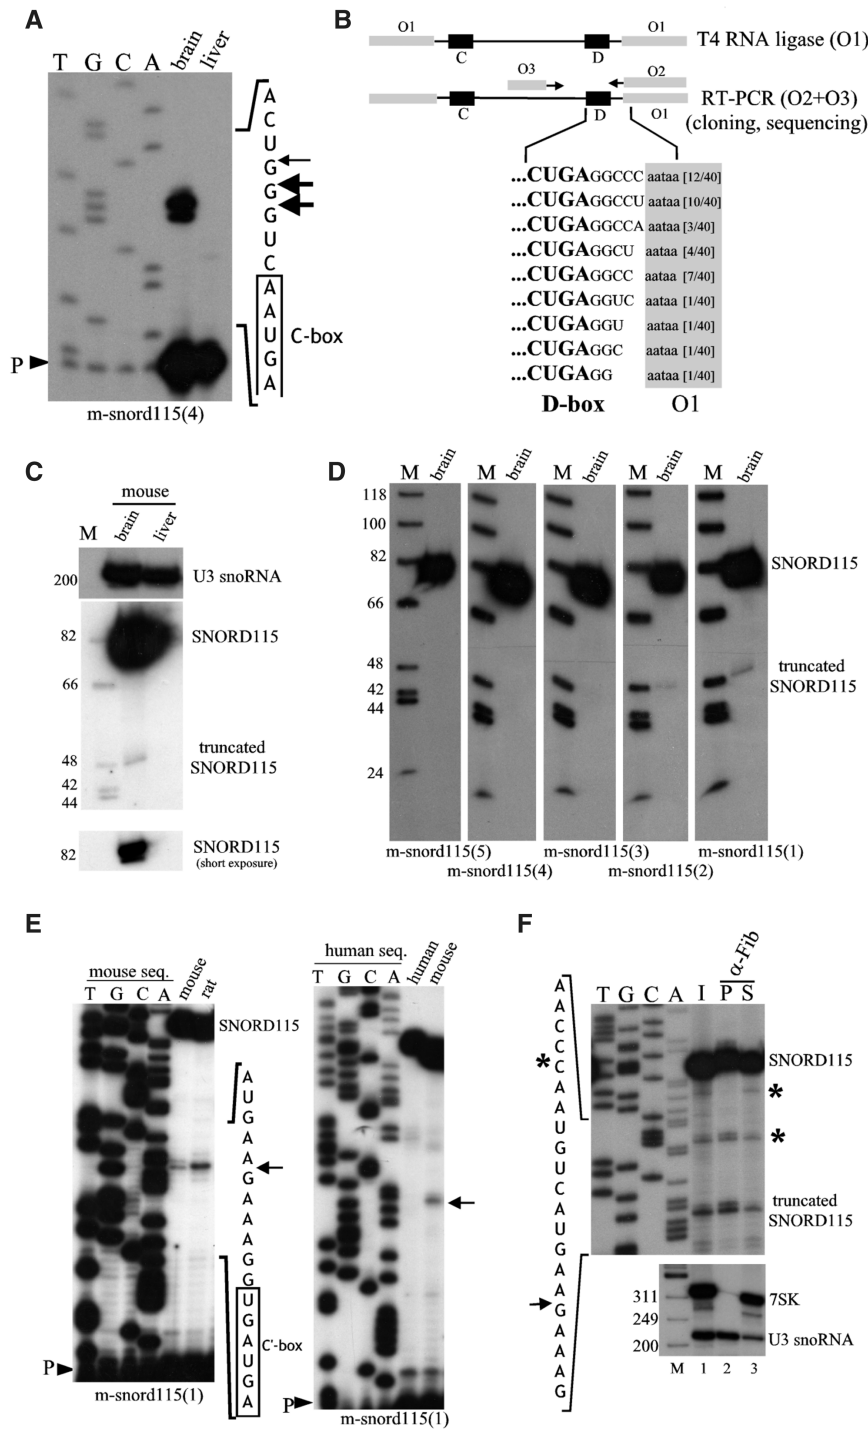 A
T G C A brain liver
A
C
U
G
G
G
U
C
A
A
U
G
A
C-box
P
m-snord115(4)
B
O1 O1
C D
T4 RNA ligase (O1)
O3 O2
C D O1
RT-PCR (O2+O3)
(cloning, sequencing)
...CUGAGGCCC aataa [12/40]
...CUGAGGCCU aataa [10/40]
...CUGAGGCCA aataa [3/40]
...CUGAGGCU aataa [4/40]
...CUGAGGCC aataa [7/40]
...CUGAGGUC aataa [1/40]
...CUGAGGU aataa [1/40]
...CUGAGGC aataa [1/40]
...CUGAGG aataa [1/40]
D-box O1
C
mouse
M brain liver
200 U3 snoRNA
82 SNORD115
66
truncated
SNORD115
48
42
44
82 SNORD115
(short exposure)
D
M brain M brain M brain M brain M brain
118
100
82
66
48
42
44
24
SNORD115
truncated
SNORD115
m-snord115(5) m-snord115(3) m-snord115(1)
m-snord115(4) m-snord115(2)
E
mouse seq. mouse rat
T G C A
SNORD115
A
U
G
A
A
G
A
A
A
G
G
U
G
A
U
G
A
C'-box
P
m-snord115(1)
human seq. human mouse
T G C A
P
m-snord115(1)
F
α-Fib
T G C A I P S
A
A
C
C
* C
A
A
U
G
U
C
A
U
G
A
A
G
A
A
A
G
SNORD115
*
*
truncated
SNORD115
311 7SK
249
200 U3 snoRNA
M 1 2 3